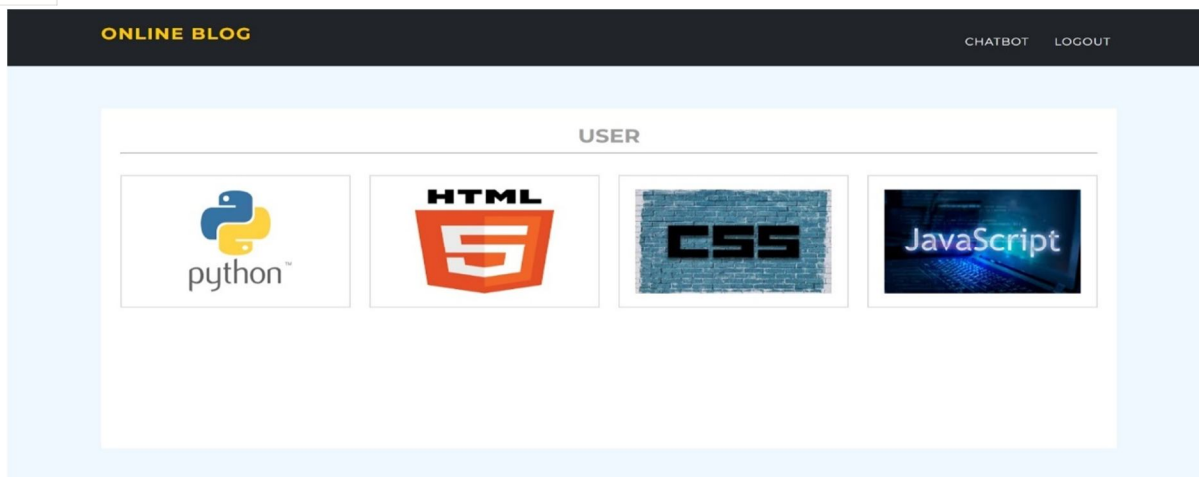 ONLINE BLOG
CHATBOT LOGOUT
USER
python™
HTML
5
CSS
JavaScript